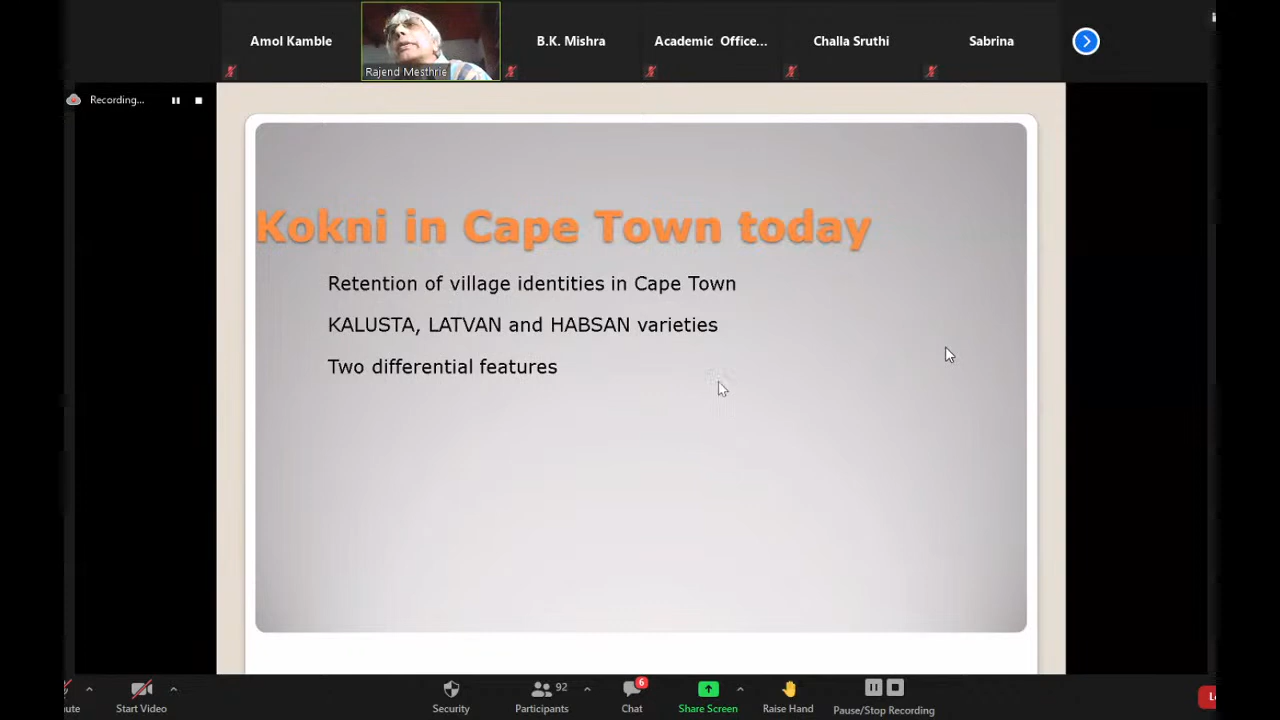 Amol Kamble
Rajend Mesthrie
B.K. Mishra
Academic Office...
Challa Sruthi
Sabrina
Recording...
Kokni in Cape Town today
Retention of village identities in Cape Town
KALUSTA, LATVAN and HABSAN varieties
Two differential features
ute
Start Video
Security
92
Participants
6
Chat
Share Screen
Raise Hand
Pause/Stop Recording